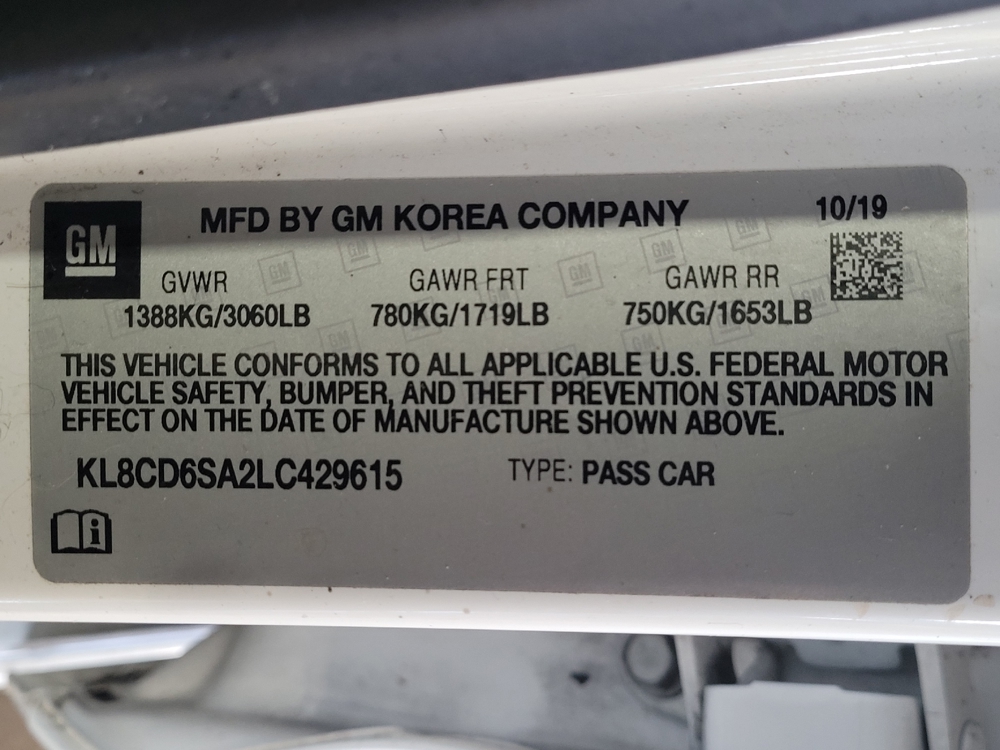 GM
MFD BY GM KOREA COMPANY
10/19
GVWR
GAWR FRT
GAWR RR
1388KG/3060LB
780KG/1719LB
750KG/1653LB
THIS VEHICLE CONFORMS TO ALL APPLICABLE U.S. FEDERAL MOTOR
VEHICLE SAFETY, BUMPER, AND THEFT PREVENTION STANDARDS IN
EFFECT ON THE DATE OF MANUFACTURE SHOWN ABOVE.
KL8CD6SA2LC429615
TYPE: PASS CAR